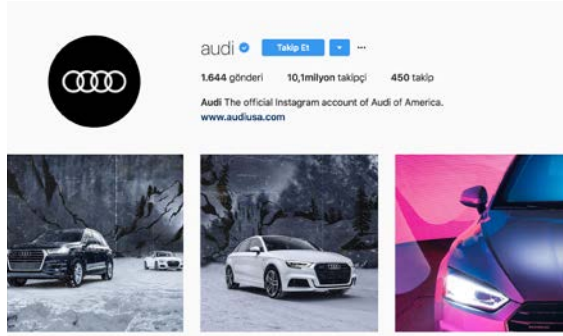 audi Takip Et ...
1.644 gönderi 10,1milyon takipçi 450 takip
Audi The official Instagram account of Audi of America.
www.audiusa.com